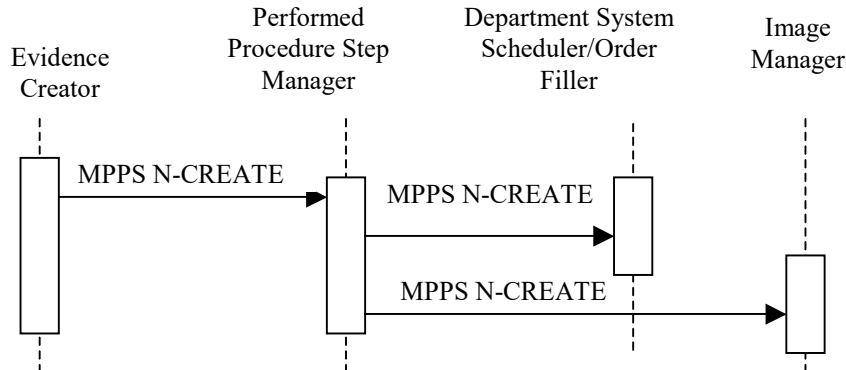 Evidence
Creator
Performed
Procedure Step
Manager
Department System
Scheduler/Order
Filler
Image
Manager
MPPS N-CREATE
MPPS N-CREATE
MPPS N-CREATE